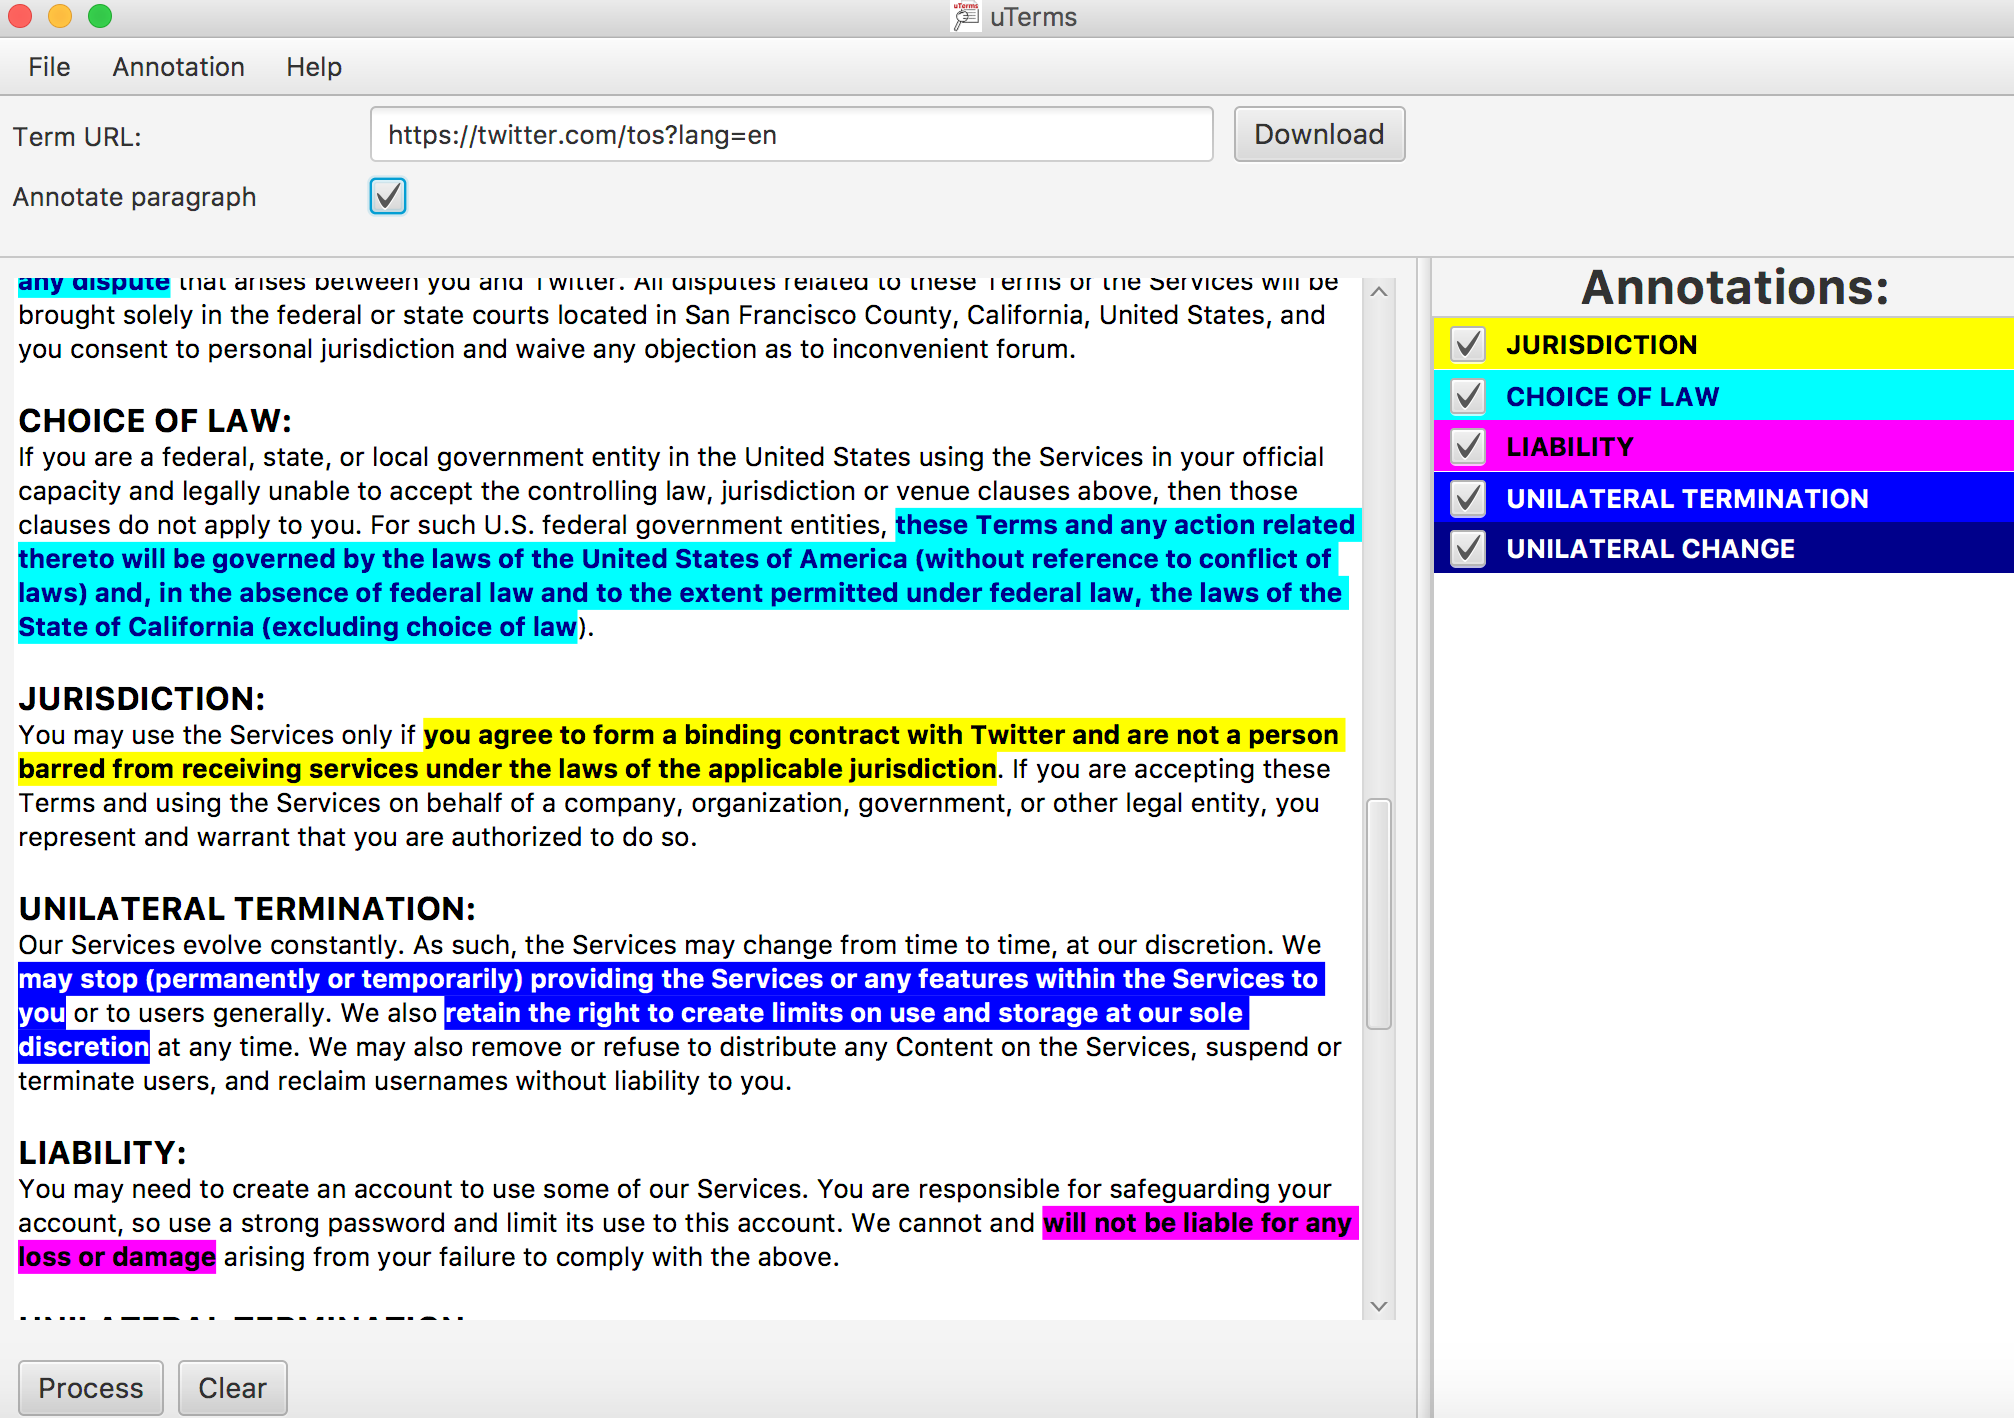 uTerms
uTerms
File Annotation Help
Term URL: https://twitter.com/tos?lang=en Download
Annotate paragraph
any dispute that arises between you and Twitter. All disputes related to these Terms or the Services will be
brought solely in the federal or state courts located in San Francisco County, California, United States, and
you consent to personal jurisdiction and waive any objection as to inconvenient forum.
CHOICE OF LAW:
If you are a federal, state, or local government entity in the United States using the Services in your official
capacity and legally unable to accept the controlling law, jurisdiction or venue clauses above, then those
clauses do not apply to you. For such U.S. federal government entities, these Terms and any action related
thereto will be governed by the laws of the United States of America (without reference to conflict of
laws) and, in the absence of federal law and to the extent permitted under federal law, the laws of the
State of California (excluding choice of law).
JURISDICTION:
You may use the Services only if you agree to form a binding contract with Twitter and are not a person
barred from receiving services under the laws of the applicable jurisdiction. If you are accepting these
Terms and using the Services on behalf of a company, organization, government, or other legal entity, you
represent and warrant that you are authorized to do so.
UNILATERAL TERMINATION:
Our Services evolve constantly. As such, the Services may change from time to time, at our discretion. We
may stop (permanently or temporarily) providing the Services or any features within the Services to
you or to users generally. We also retain the right to create limits on use and storage at our sole
discretion at any time. We may also remove or refuse to distribute any Content on the Services, suspend or
terminate users, and reclaim usernames without liability to you.
LIABILITY:
You may need to create an account to use some of our Services. You are responsible for safeguarding your
account, so use a strong password and limit its use to this account. We cannot and will not be liable for any
loss or damage arising from your failure to comply with the above.
UNILATERAL TERMINATION
Process Clear
Annotations:
JURISDICTION
CHOICE OF LAW
LIABILITY
UNILATERAL TERMINATION
UNILATERAL CHANGE